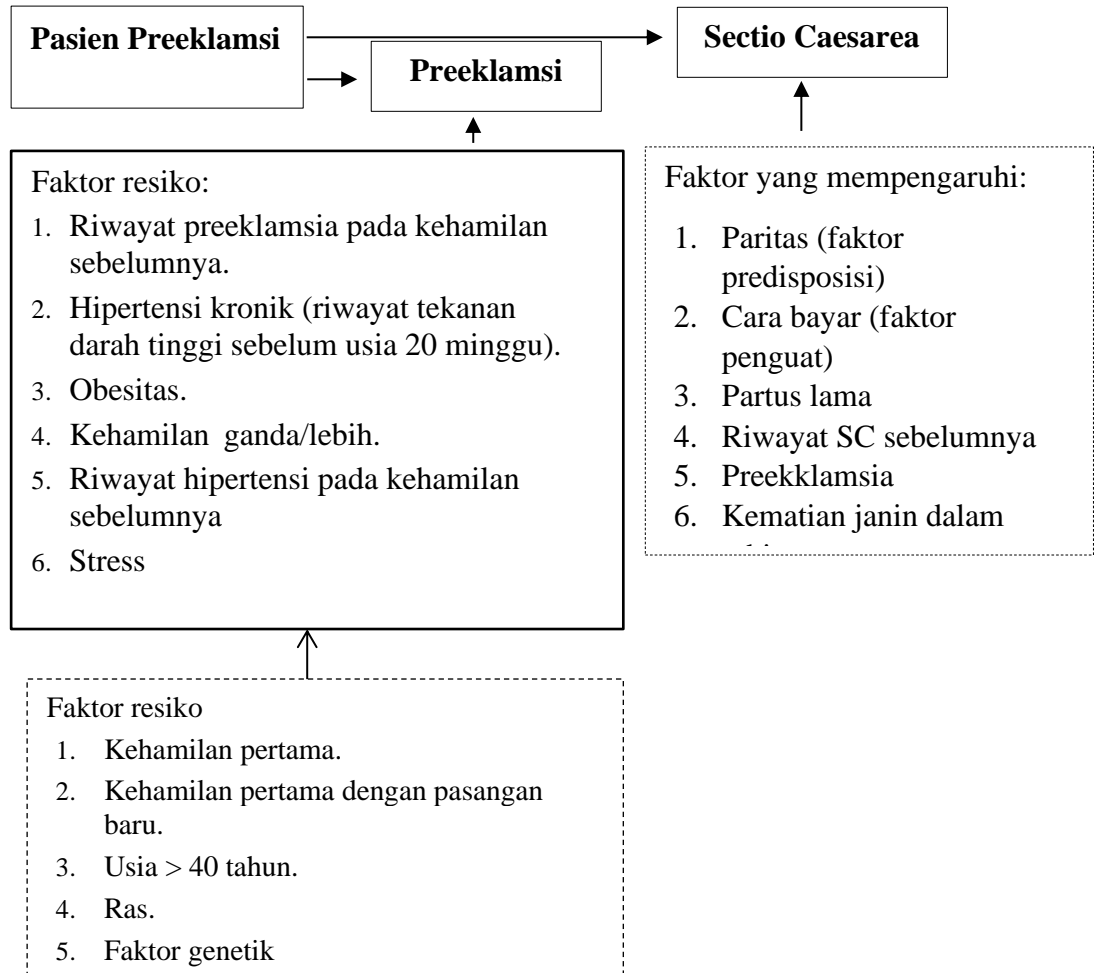 Pasien Preeklamsi
Sectio Caesarea
Preeklamsi
Faktor resiko:
1. Riwayat preeklamsia pada kehamilan
sebelumnya.
2. Hipertensi kronik (riwayat tekanan
darah tinggi sebelum usia 20 minggu).
3. Obesitas.
4. Kehamilan ganda/lebih.
5. Riwayat hipertensi pada kehamilan
sebelumnya
6. Stress
Faktor yang mempengaruhi:
1. Paritas (faktor
predisposisi)
2. Cara bayar (faktor
penguat)
3. Partus lama
4. Riwayat SC sebelumnya
5. Preekklamsia
6. Kematian janin dalam
Faktor resiko
1. Kehamilan pertama.
2. Kehamilan pertama dengan pasangan
baru.
3. Usia > 40 tahun.
4. Ras.
5. Faktor genetik